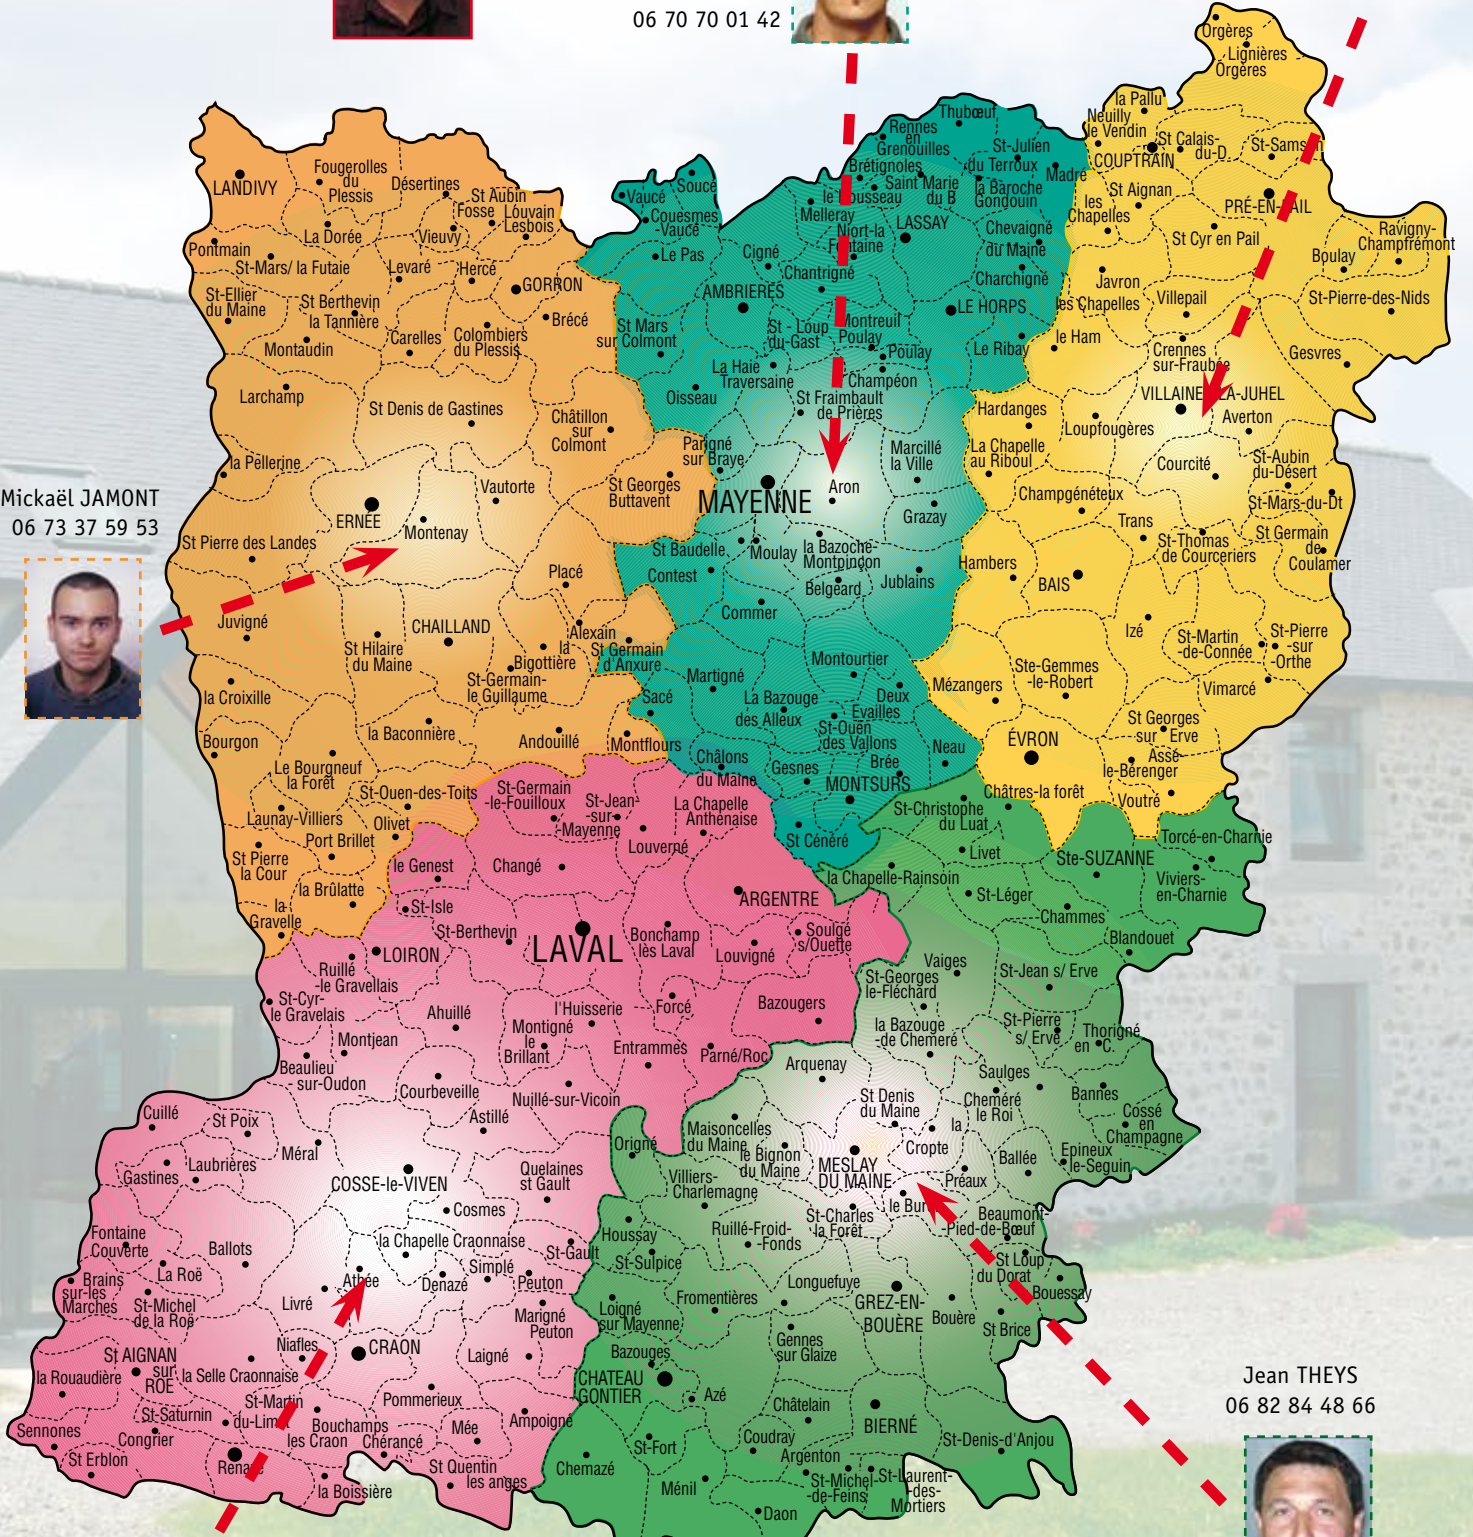 06 70 70 01 42
Orgères
Lignières
Orgères
la Pallu
Neuilly
le Vendin
St Calais-
du-D.
COUPTRAIN
St Aignan
les
Chapelles
PRÉ-EN-PAIL
St Cyr en Pail
Ravigny-
Champfrémont
Boulay
Javron
les Chapelles
Villepail
St-Pierre-des-Nids
le Ham
Crennes
sur-Fraubée
Gesvres
Averton
Hardanges
Loupfougères
La Chapelle
au Riboul
Courcité
St-Aubin
du-Désert
Champgénéteux
St-Mars-du-Dt
Trans
St-Thomas
de Courceriers
St Germain
de
Coulamer
Hambers
BAIS
Izé
St-Martin
-de-Connée
St-Pierre
-sur
-Orthe
Ste-Gemmes
-le-Robert
Mézangers
Vimarcé
St Georges
sur Erve
ÉVRON
Assé-
le-Bérenger
Voutré
Châtres-la forêt
Thubœuf
Rennes
en
Grenouilles
St-Julien
du Terroux
Brétignoles
Madré
Saint Marie
du B
la Baroche
Gondouin
Melleray
LASSAY
Niort-la
Fontaine
Chevaigné
du Maine
Soucé
Vaucé
Couesmes
-Vaucé
Le Pas
Cigné
Chantrigné
Charchigné
AMBRIERES
LE HORPS
St Mars
sur Colmont
St - Loup
du-Gast
Montreuil
Poulay
Poulay
Le Ribay
La Haie
Traversaine
Champéon
Oisseau
St Fraimbault
de Prières
Parigné
sur Braye
Marcillé
la Ville
MAYENNE
Aron
Grazay
St Baudelle
Moulay
la Bazoche-
Montpinçon
Contest
Belgeard
Jublains
Commer
Martigné
Montourtier
Sacé
La Bazouge
des Alleux
Deux
Evailles
St-Ouën
des Vallons
Neau
Châlons
du Maine
Gesnes
Brée
MONTSURS
St Cénéré
LANDIVY
Fougerolles
du
Plessis
Désertines
St Aubin
Fosse
Louvain
Lesbois
La Dorée
Vieuvy
Pontmain
St-Mars/ la Futaie
Levaré
Hercé
GORRON
St-Ellier
du Maine
St Berthevin
la Tannière
Brécé
Carelles
Colombiers
du Plessis
Montaudin
Larchamp
St Denis de Gastines
Châtillon
sur
Colmont
la Pellerine
Vautorte
St Georges
Buttavent
Mickaël JAMONT
06 73 37 59 53
ERNÉE
Montenay
St Pierre des Landes
Placé
Juvigné
CHAILLAND
Alexain
St Hilaire
du Maine
la
Bigottière
St Germain
d'Anxure
St-Germain-
le Guillaume
la Croixille
la Baconnière
Andouillé
Montflours
Bourgon
Le Bourgneuf
la Forêt
St-Ouen-des-Toits
Launay-Villiers
Olivet
Port Brillet
St Pierre
la Cour
la Brûlatte
la
Gravelle
St-Germain
-le-Fouilloux
St-Jean-
-sur-
-Mayenne
La Chapelle
Anthenaise
Louverné
le Genest
Changé
ARGENTRE
St-Isle
St-Berthevin
LAVAL
Bonchamp
lès Laval
Soulgé
s/Ouette
Louvigné
LOIRON
Ruillé
-le Gravellais
St-Cyr-
le Gravelais
Ahuillé
l'Huisserie
Forcé
Bazougers
Montigné
le
Brillant
Montjean
Entrammes
Parné/Roc
Beaulieu
- sur-Oudon
Courbeveille
Nuillé-sur-Vicoin
Astillé
Cuillé
St Poix
Méral
Laubrières
Gastines
COSSE-le-VIVEN
Quelaines
st Gault
Cosmes
Fontaine
Couverte
Ballots
la Chapelle Craonnaise
St-Gault
Simplé
La Roë
Athée
Denazé
Peuton
Brains
sur-les
Marches
St-Michel
de la Roë
Livré
Marigné
Peuton
Niafles
CRAON
Laigné
St AIGNAN
sur
ROE
la Rouaudière
la Selle Craonnaise
Pommerieux
St-Saturnin
Bouchamps
les Craon
Ampoigné
Mée
Sennones
Congrier
Chérancé
St Erblon
St Quentin
les anges
la Boissière
St-Christophe
du Luat
Livet
Ste-SUZANNE
Torcé-en-Charnie
la Chapelle-Rainsoin
St-Léger
Viviers-
en-Charnie
Chammes
Blandouet
Vaiges
St-Jean s/ Erve
St-Georges
le-Fléchard
la Bazouge
-de Chemeré
St-Pierre
s/ Erve
Thorigné
en C.
Arquenay
Saulges
St Denis
du Maine
Cheméré
le Roi
Bannes
Cossé
en
Champagne
Maisoncelles
du Maine
la
Cropte
Origné
le Bignon
du Maine
MESLAY
DU MAINE
Ballée
Epineux
le-Seguin
Villiers-
Charlemagne
Préaux
Houssay
Ruillé-Froid-
-Fonds
St-Charles
la Forêt
Beaumont-
-Pied-de-Bœuf
St-Sulpice
St Loup
du Dorat
Longuefuye
Bouessay
Fromentières
GREZ-EN-
BOUÈRE
Bouère
Loigné
sur Mayenne
St Brice
Gennes
sur Glaize
Bazouges
CHATEAU
GONTIER
Azé
Châtelain
BIERNÉ
St-Fort
Coudray
St-Denis-d'Anjou
Argenton
Chemazé
Ménil
St-Michel
-de-Feins
St-Laurent-
-des-
Mortiers
Daon
Jean THEYS
06 82 84 48 66